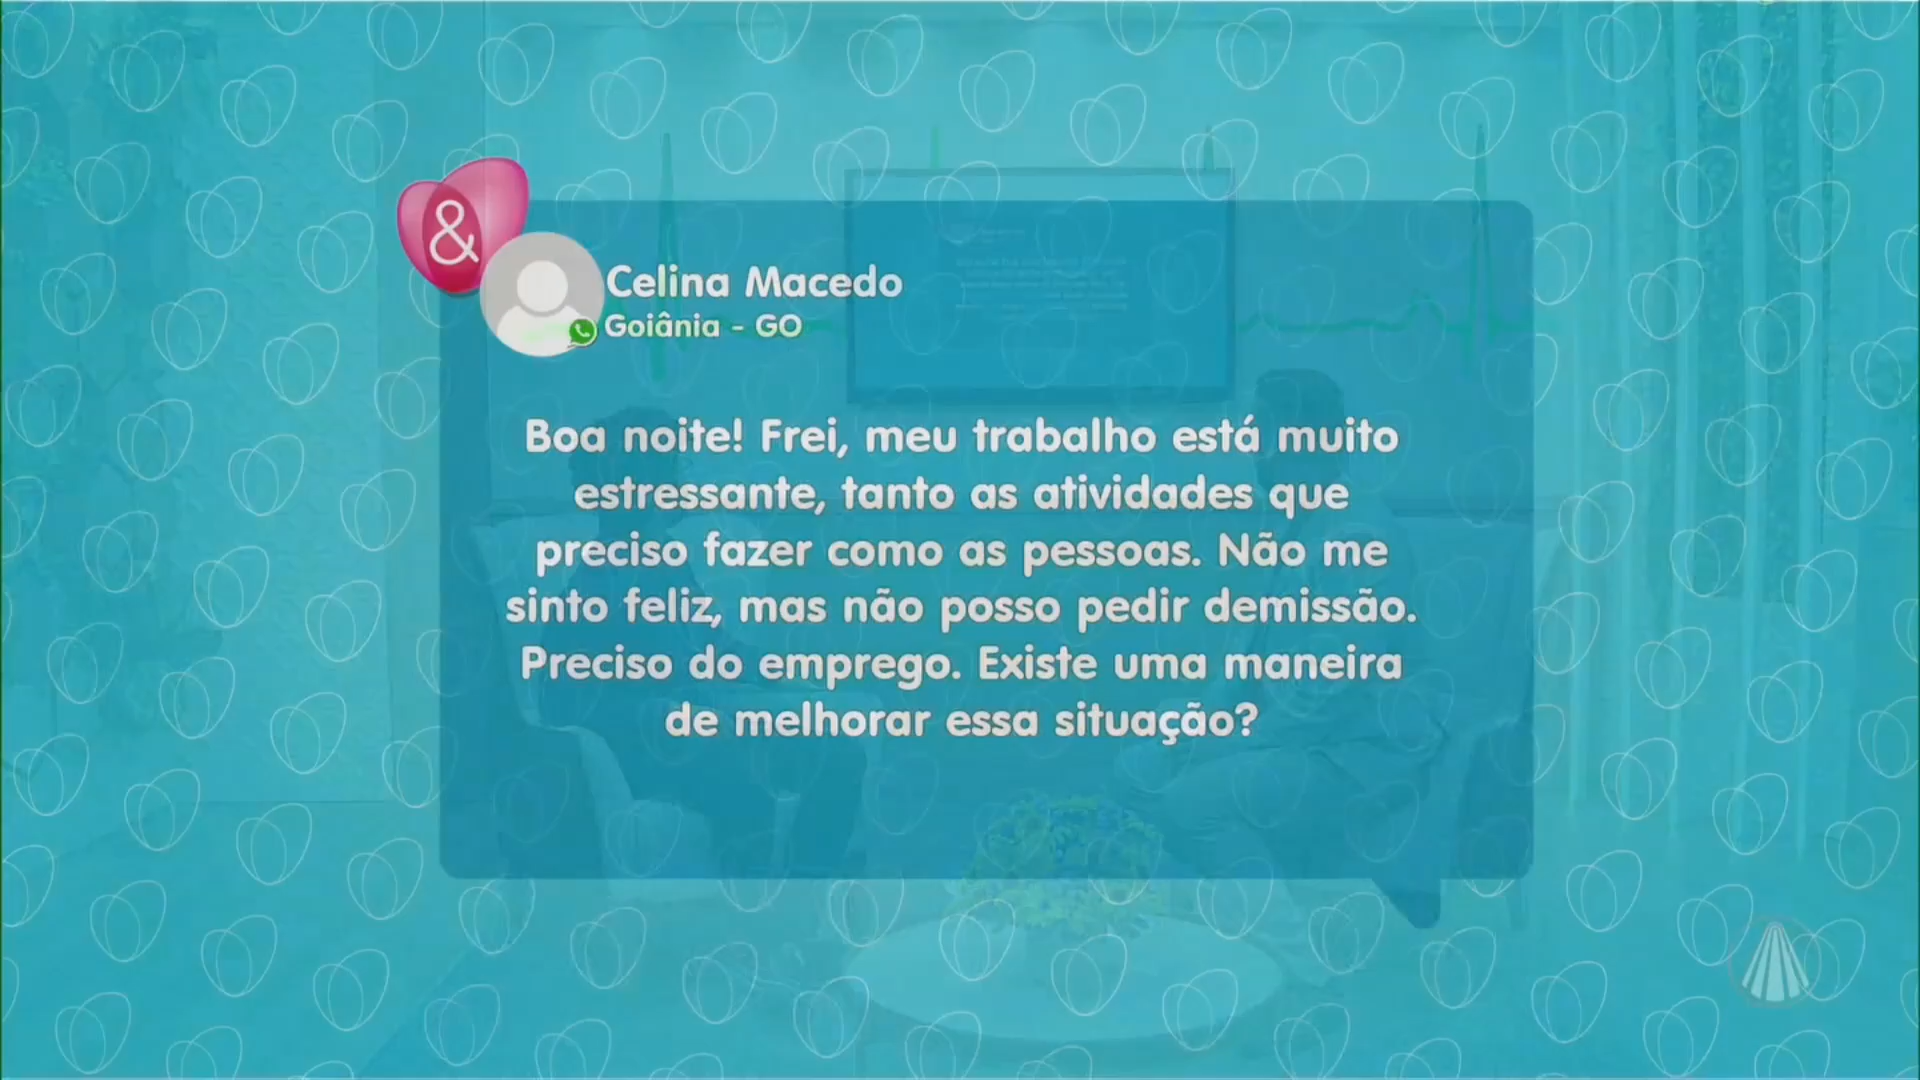 &
Celina Macedo
Goiânia - GO
Boa noite! Frei, meu trabalho está muito
estressante, tanto as atividades que
preciso fazer como as pessoas. Não me
sinto feliz, mas não posso pedir demissão.
Preciso do emprego. Existe uma maneira
de melhorar essa situação?